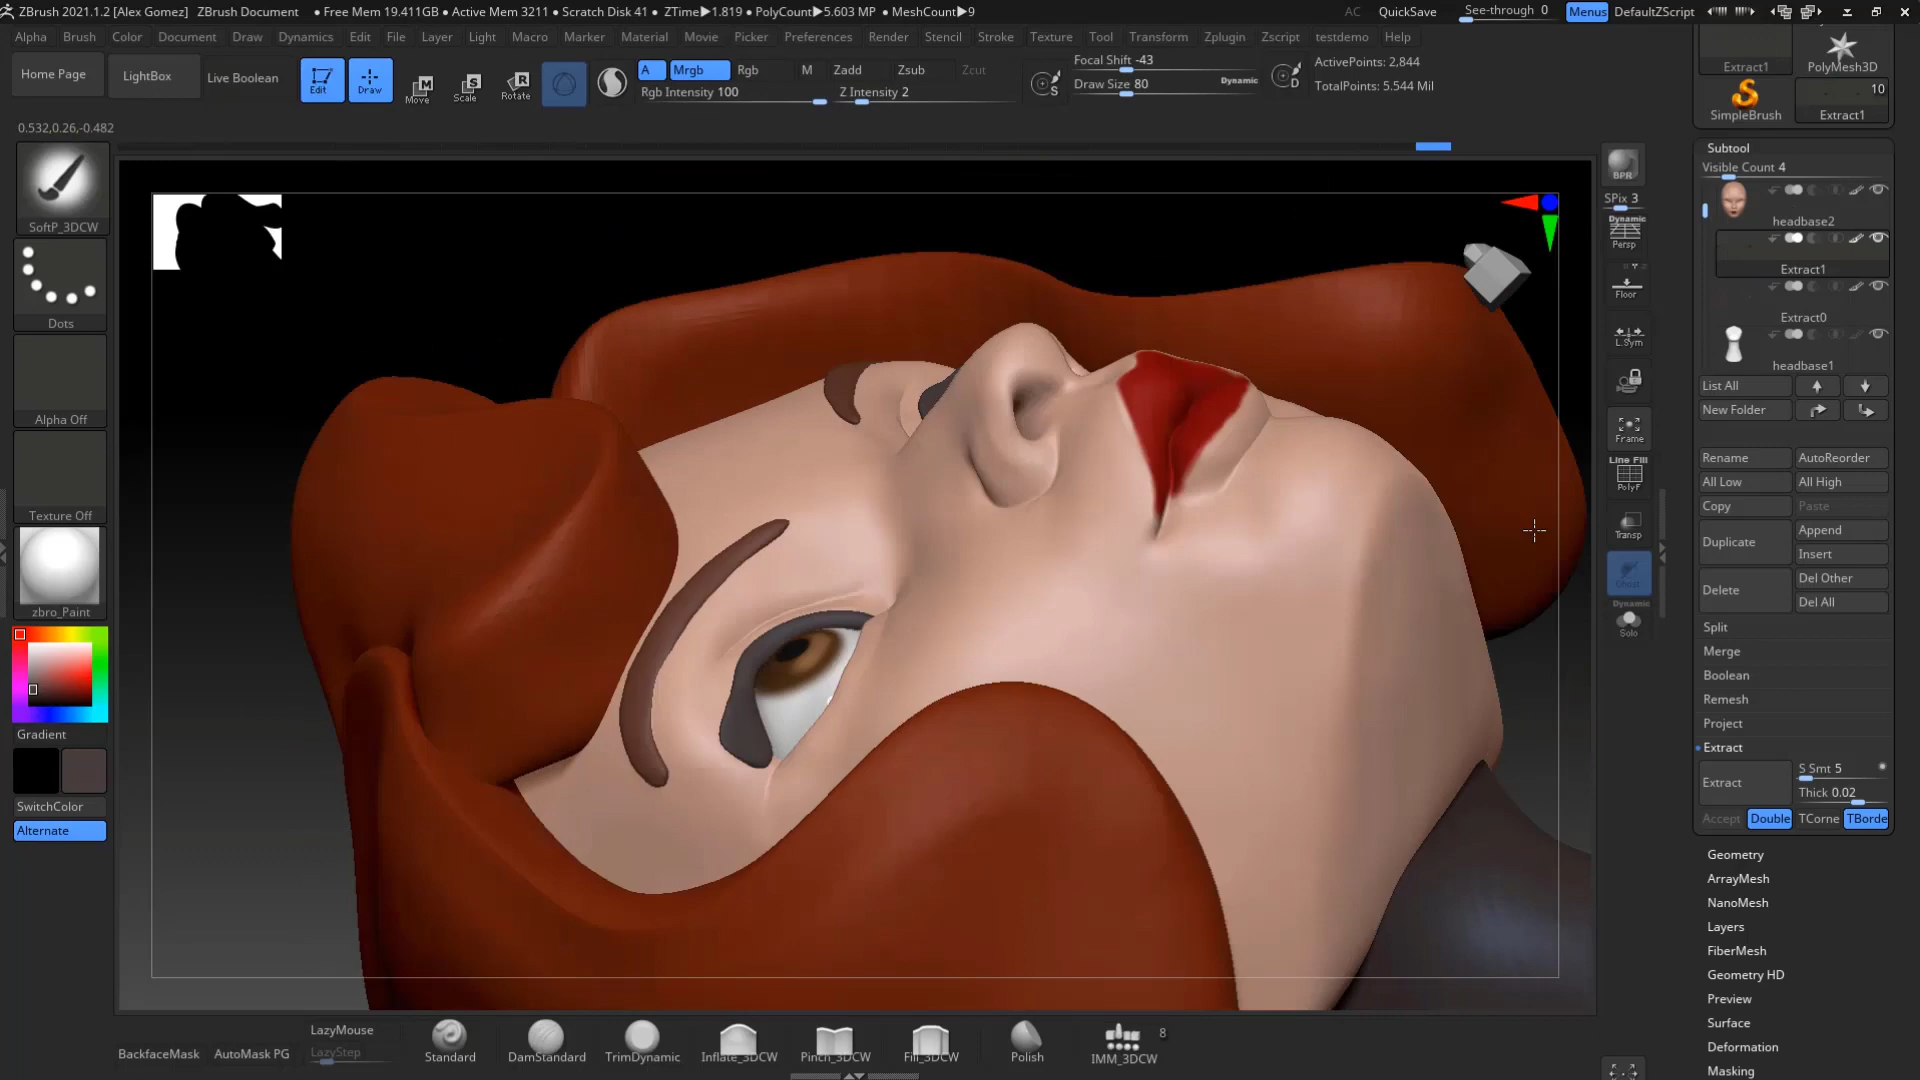 ZBrush 2021.1.2 [Alex Gomez] ZBrush Document • Free Mem 19.411GB • Active Mem 3211 • Scratch Disk 41 • ZTime▶1.819 • PolyCount▶5.603 MP • MeshCount▶9 AC QuickSave See-through 0 Menus DefaultZScript
Alpha Brush Color Document Draw Dynamics Edit File Layer Light Macro Marker Material Movie Picker Preferences Render Stencil Stroke Texture Tool Transform Zplugin Zscript testdemo Help
Home Page LightBox Live Boolean Edit Draw Move Scale Rotate A Mrgb Rgb M Zadd Zsub Zcut
Rgb Intensity 100 Z Intensity 2
S Focal Shift -43
Draw Size 80 Dynamic D
ActivePoints: 2,844
TotalPoints: 5.544 Mil
0.532,0.26,-0.482
SoftP_3DCW
Dots
Alpha Off
Texture Off
zbro_Paint
Gradient
SwitchColor
Alternate
BPR
SPix 3
Dynamic
Persp
Floor
L.Sym
Frame
Line Fill
PolyF
Transp
Ghost
Dynamic
Solo
Extract1 PolyMesh3D
SimpleBrush 10 Extract1
Subtool
Visible Count 4
headbase2
Extract1
Extract0
headbase1
List All
New Folder
Rename AutoReorder
All Low All High
Copy Paste
Duplicate Append
Insert
Delete Del Other
Del All
Split
Merge
Boolean
Remesh
Project
Extract
Extract S Smt 5
Thick 0.02
Accept Double TCorne TBorde
Geometry
ArrayMesh
NanoMesh
Layers
FiberMesh
Geometry HD
Preview
Surface
Deformation
Masking
BackfaceMask AutoMask PG LazyMouse
LazyStep
Standard DamStandard TrimDynamic Inflate_3DCW Pinch_3DCW Fill_3DCW Polish IMM_3DCW 8